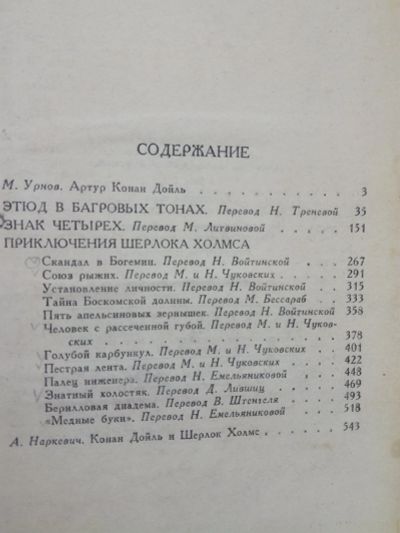 СОДЕРЖАНИЕ
М. Урнов. Артур Конан Дойль . . . . . . . . . . 3
ЭТЮД В БАГРОВЫХ ТОНАХ. Перевод Н. Треневой 35
ЗНАК ЧЕТЫРЕХ. Перевод М. Литвиновой . . . . 151
ПРИКЛЮЧЕНИЯ ШЕРЛОКА ХОЛМСА
Скандал в Богемии. Перевод Н. Войтинской . . . 267
Союз рыжих. Перевод М. и Н. Чуковских . . . . . 291
Установление личности. Перевод Н. Войтинской . 315
Тайна Боскомской долины. Перевод М. Бессараб . . 333
Пять апельсиновых зернышек. Перевод Н. Войтинской 358
Человек с рассеченной губой. Перевод М. и Н. Чуков-
ских . . . . . . . . . . . . . . 378
Голубой карбункул. Перевод М. и Н. Чуковских . . 401
Пестрая лента. Перевод М. и Н. Чуковских . . . . 422
Палец инженера. Перевод Н. Емельяниковой . . . 448
Знатный холостяк. Перевод Д. Лившиц . . . . . 469
Берилловая диадема. Перевод В. Штенгеля . . . . 493
«Медные буки». Перевод Н. Емельяниковой . . . . 518
А. Наркевич. Конан Дойль и Шерлок Холмс . . . . . . 543